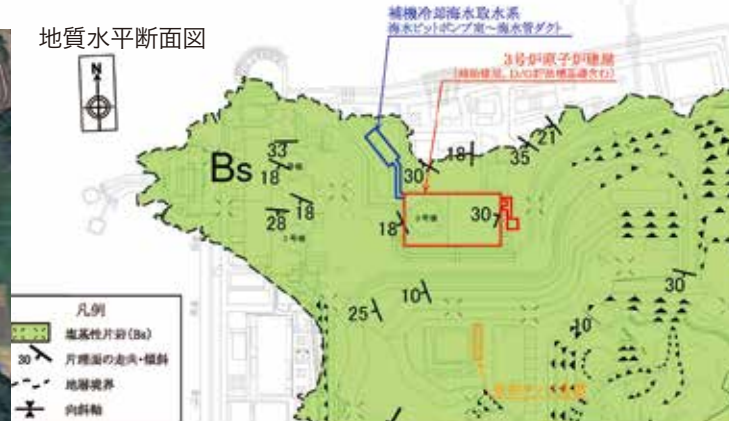 地質水平断面図
補機冷却海水取水系
海水ピットポンプ室～海水管ダクト
3号炉原子炉建屋
N
33
18
Bs
18
28
30
18
35
21
18
3号機
30
30
10
25
10
凡例
塩基性片岩(Bs)
30 片理面の走向・傾斜
地層境界
向斜軸